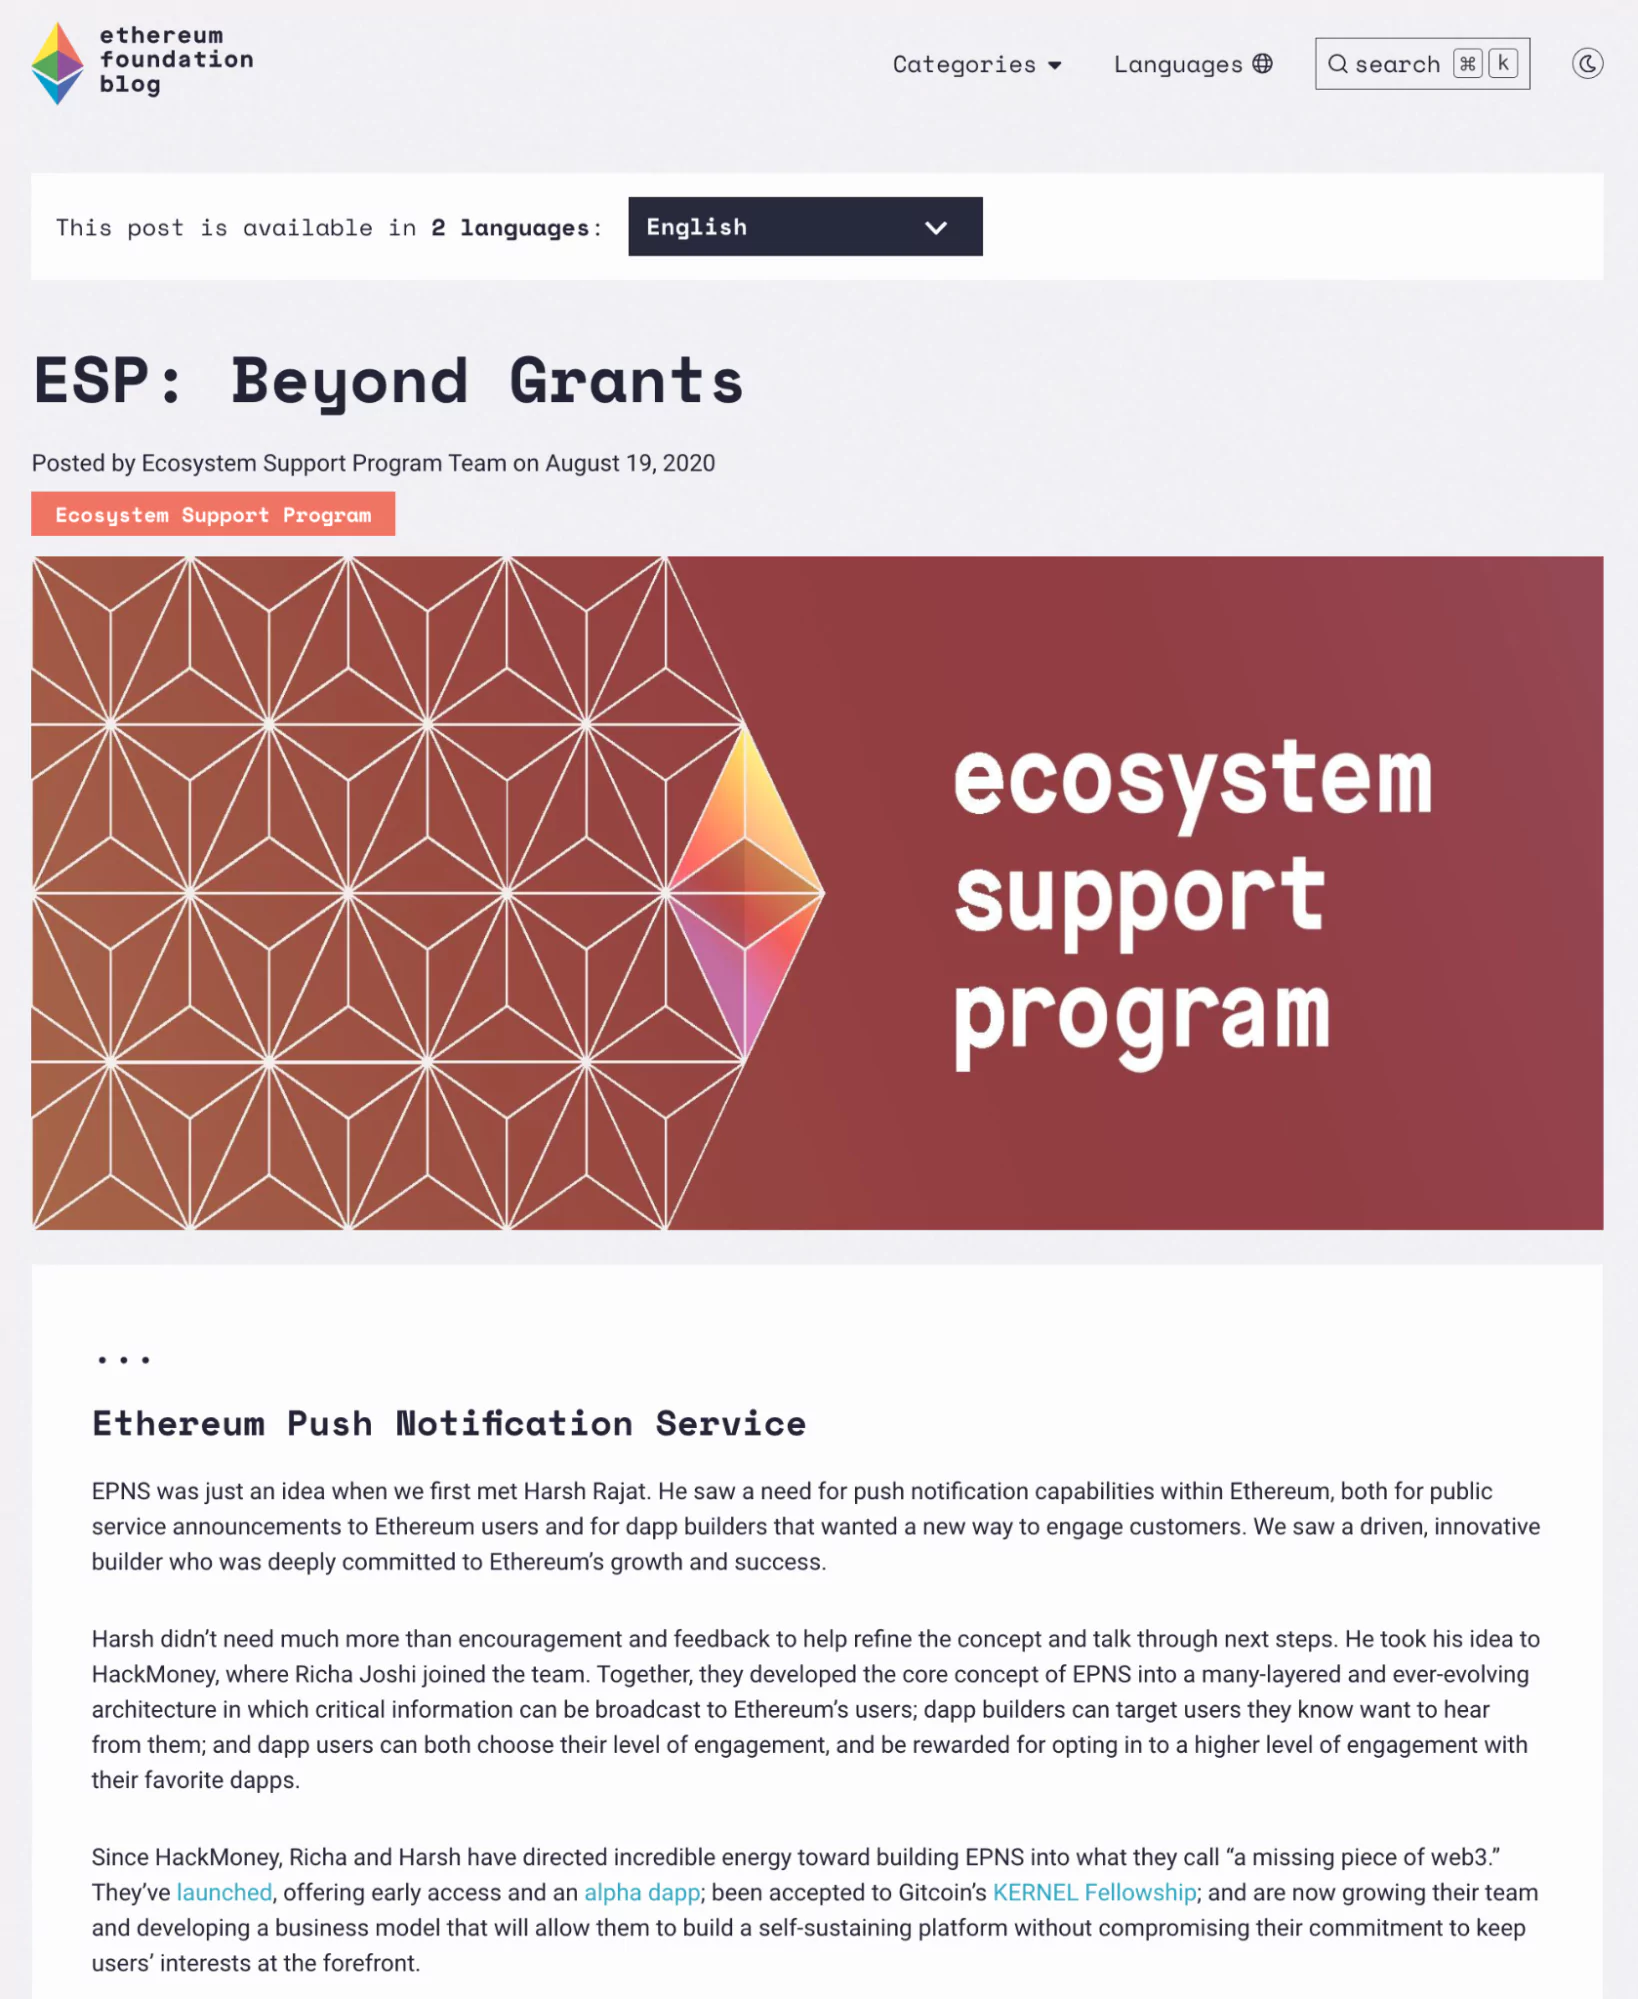 ethereum
foundation
blog
Categories
Languages
search ⌘ k
This post is available in 2 languages:
English
ESP: Beyond Grants
Posted by Ecosystem Support Program Team on August 19, 2020
Ecosystem Support Program
ecosystem
support
program
...
Ethereum Push Notification Service
EPNS was just an idea when we first met Harsh Rajat. He saw a need for push notification capabilities within Ethereum, both for public
service announcements to Ethereum users and for dapp builders that wanted a new way to engage customers. We saw a driven, innovative
builder who was deeply committed to Ethereum’s growth and success.
Harsh didn’t need much more than encouragement and feedback to help refine the concept and talk through next steps. He took his idea to
HackMoney, where Richa Joshi joined the team. Together, they developed the core concept of EPNS into a many-layered and ever-evolving
architecture in which critical information can be broadcast to Ethereum’s users; dapp builders can target users they know want to hear
from them; and dapp users can both choose their level of engagement, and be rewarded for opting in to a higher level of engagement with
their favorite dapps.
Since HackMoney, Richa and Harsh have directed incredible energy toward building EPNS into what they call “a missing piece of web3.”
They’ve launched, offering early access and an alpha dapp; been accepted to Gitcoin’s KERNEL Fellowship; and are now growing their team
and developing a business model that will allow them to build a self-sustaining platform without compromising their commitment to keep
users’ interests at the forefront.